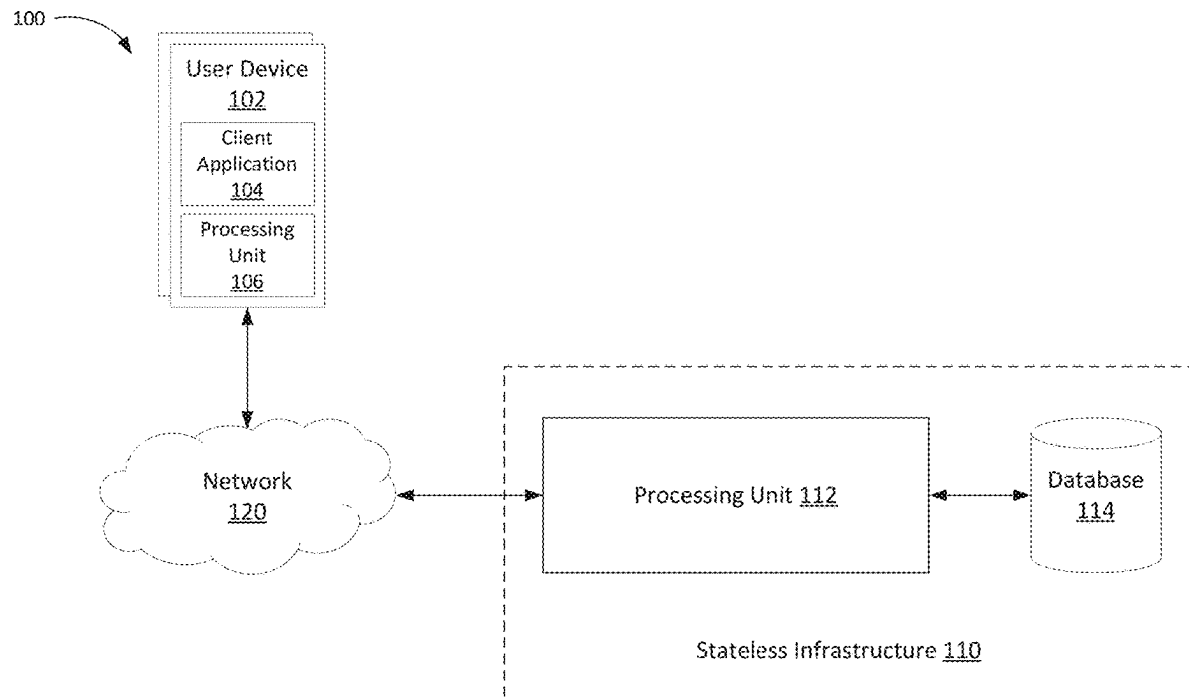 100
User Device
102
Client
Application
104
Processing
Unit
106
Network
120
Processing Unit 112
Database
114
Stateless Infrastructure 110